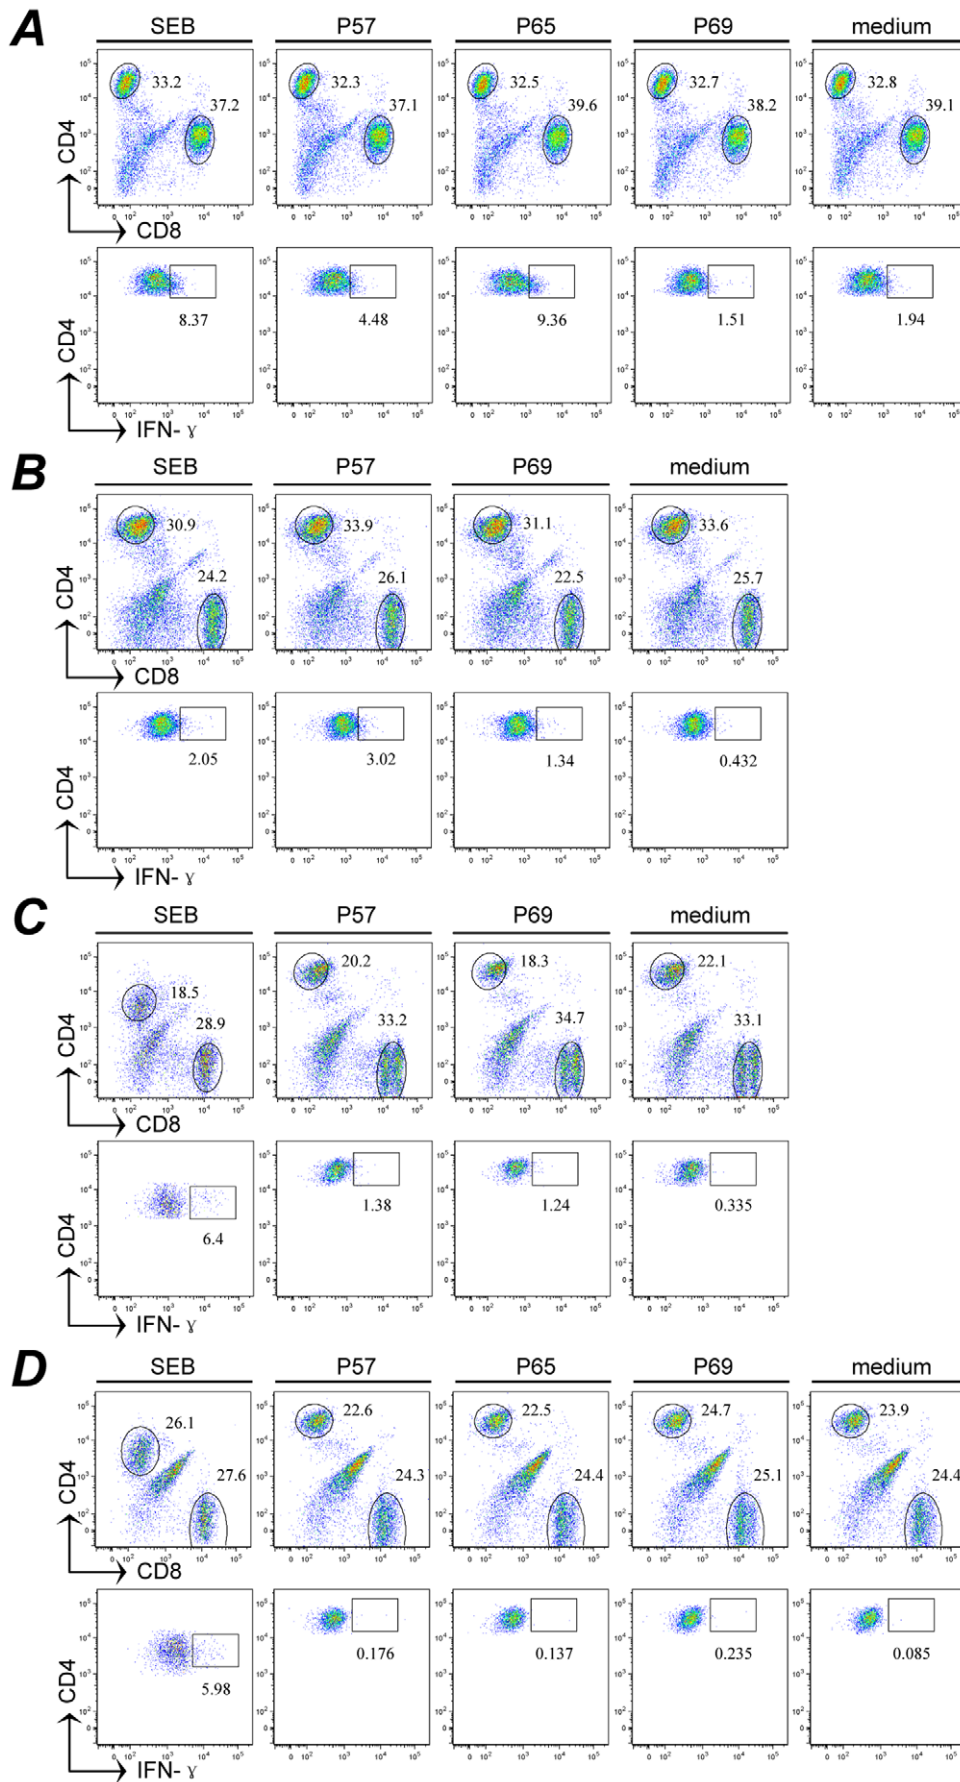 A
SEB P57 P65 P69 medium
33.2 32.3 32.5 32.7 32.8
37.2 37.1 39.6 38.2 39.1
CD4
CD8
8.37 4.48 9.36 1.51 1.94
CD4
IFN- γ
B
SEB P57 P69 medium
30.9 33.9 31.1 33.6
24.2 26.1 22.5 25.7
CD4
CD8
2.05 3.02 1.34 0.432
CD4
IFN- γ
C
SEB P57 P69 medium
18.5 20.2 18.3 22.1
28.9 33.2 34.7 33.1
CD4
CD8
6.4 1.38 1.24 0.335
CD4
IFN- γ
D
SEB P57 P65 P69 medium
26.1 22.6 22.5 24.7 23.9
27.6 24.3 24.4 25.1 24.4
CD4
CD8
5.98 0.176 0.137 0.235 0.085
CD4
IFN- γ